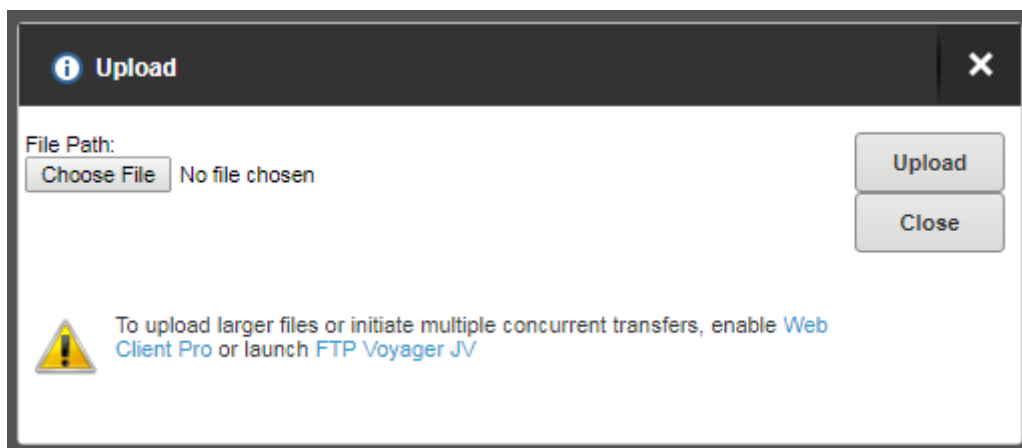 Upload
File Path:
Choose File No file chosen
Upload
Close
To upload larger files or initiate multiple concurrent transfers, enable Web
Client Pro or launch FTP Voyager JV